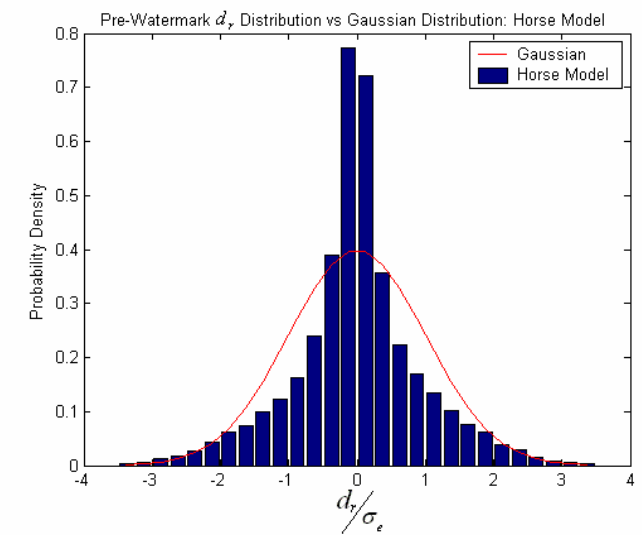 Pre-Watermark d_r Distribution vs Gaussian Distribution: Horse Model
0.8
Gaussian
Horse Model
0.7
0.6
0.5
0.4
0.3
0.2
0.1
0
Probability Density
-4 -3 -2 -1 0 1 2 3 4
d_r/σ_e